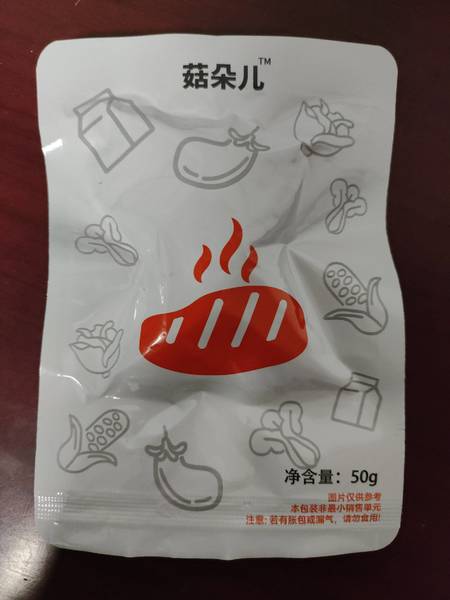 菇朵儿™
净含量：50g
图片仅供参考
本包装非最小销售单元
注意：若有胀包或漏气，请勿食用！